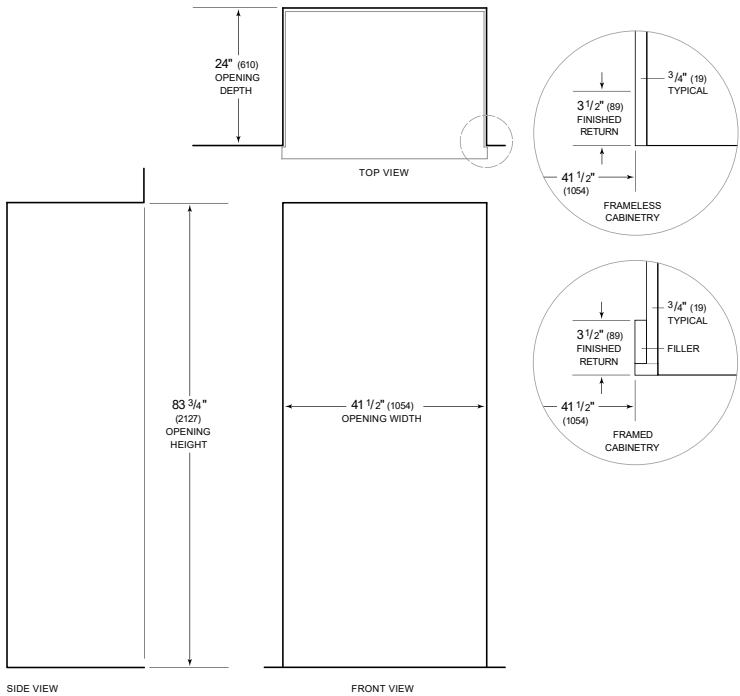 24" (610)
OPENING
DEPTH
TOP VIEW
3/4" (19)
TYPICAL
3 1/2" (89)
FINISHED
RETURN
41 1/2"
(1054)
FRAMELESS
CABINETRY
3/4" (19)
TYPICAL
3 1/2" (89)
FINISHED
RETURN
FILLER
41 1/2"
(1054)
FRAMED
CABINETRY
83 3/4"
(2127)
OPENING
HEIGHT
41 1/2" (1054)
OPENING WIDTH
SIDE VIEW
FRONT VIEW